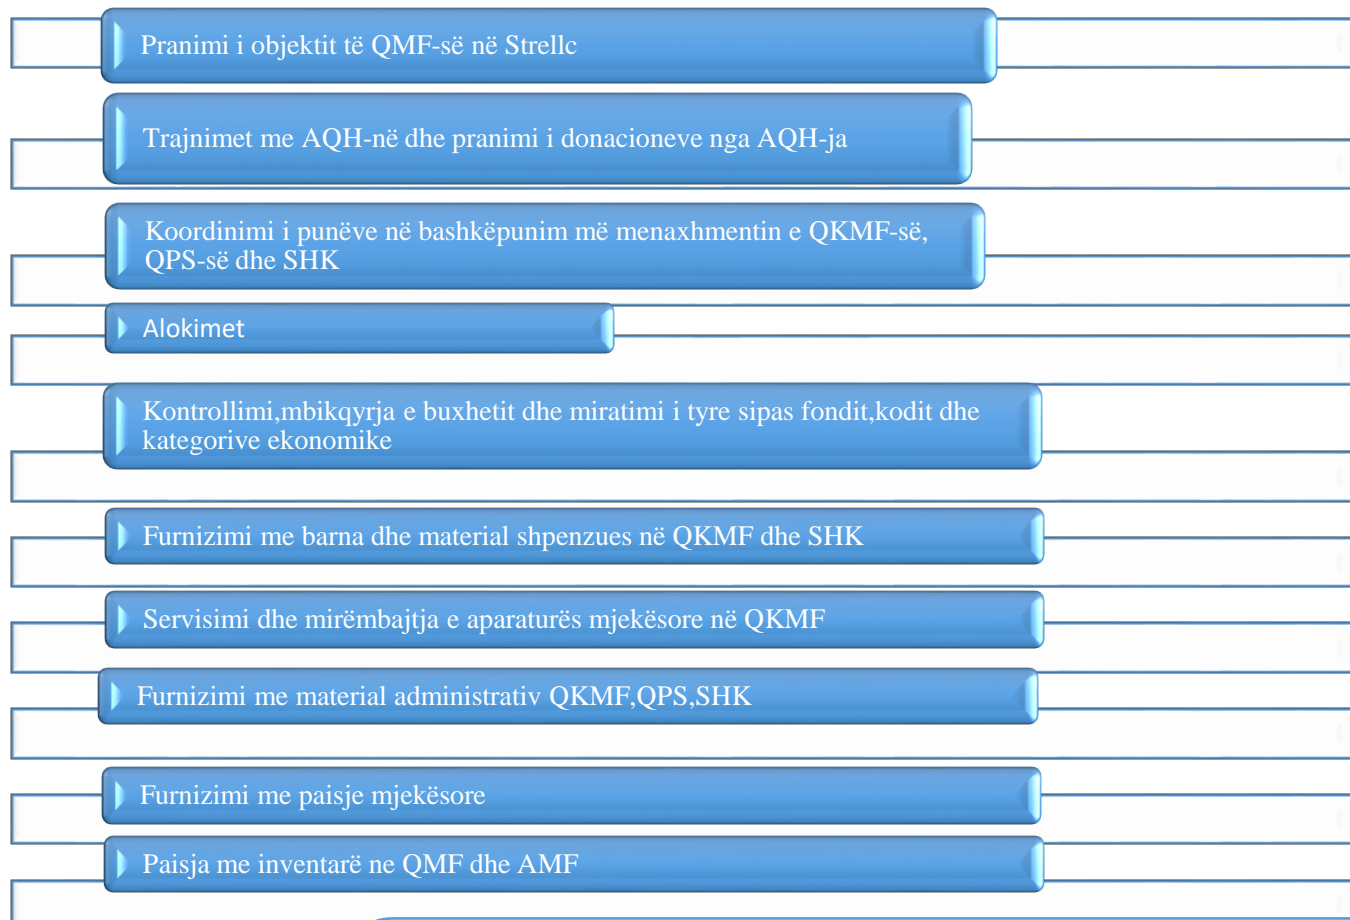 Pranimi i objektit të QMF-së në Strellc
Trajnimet me AQH-në dhe pranimi i donacioneve nga AQH-ja
Koordinimi i punëve në bashkëpunim më menaxhmentin e QKMF-së,
QPS-së dhe SHK
Alokimet
Kontrollimi,mbikqyrja e buxhetit dhe miratimi i tyre sipas fondit,kodit dhe
kategorive ekonomike
Furnizimi me barna dhe material shpenzues në QKMF dhe SHK
Servisimi dhe mirëmbajtja e aparaturës mjekësore në QKMF
Furnizimi me material administrativ QKMF,QPS,SHK
Furnizimi me paisje mjekësore
Paisja me inventarë ne QMF dhe AMF